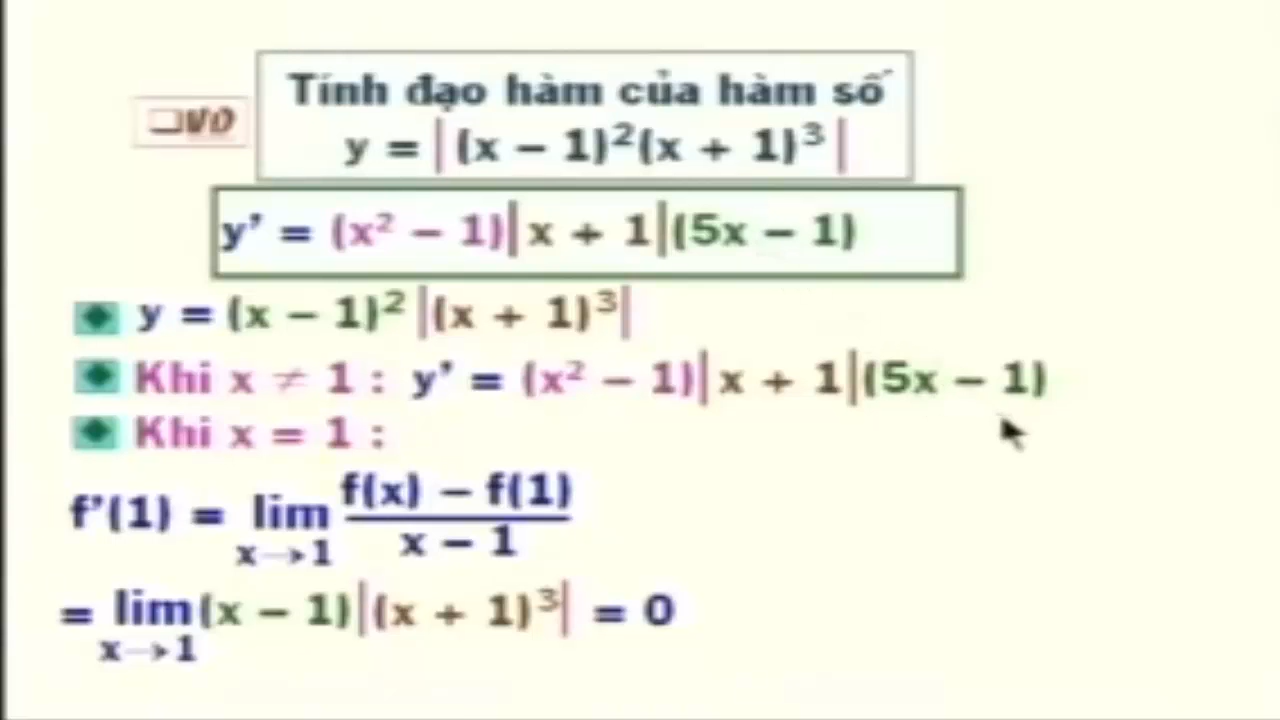 Tính đạo hàm của hàm số
❑VD
y = |(x − 1)²(x + 1)³|
y’ = (x² − 1)|x + 1|(5x − 1)
y = (x − 1)²|(x + 1)³|
Khi x ≠ 1 : y’ = (x² − 1)|x + 1|(5x − 1)
Khi x = 1 :
f(x) − f(1)
f’(1) = lim
x→1 x − 1
= lim(x − 1)|(x + 1)³| = 0
x→1